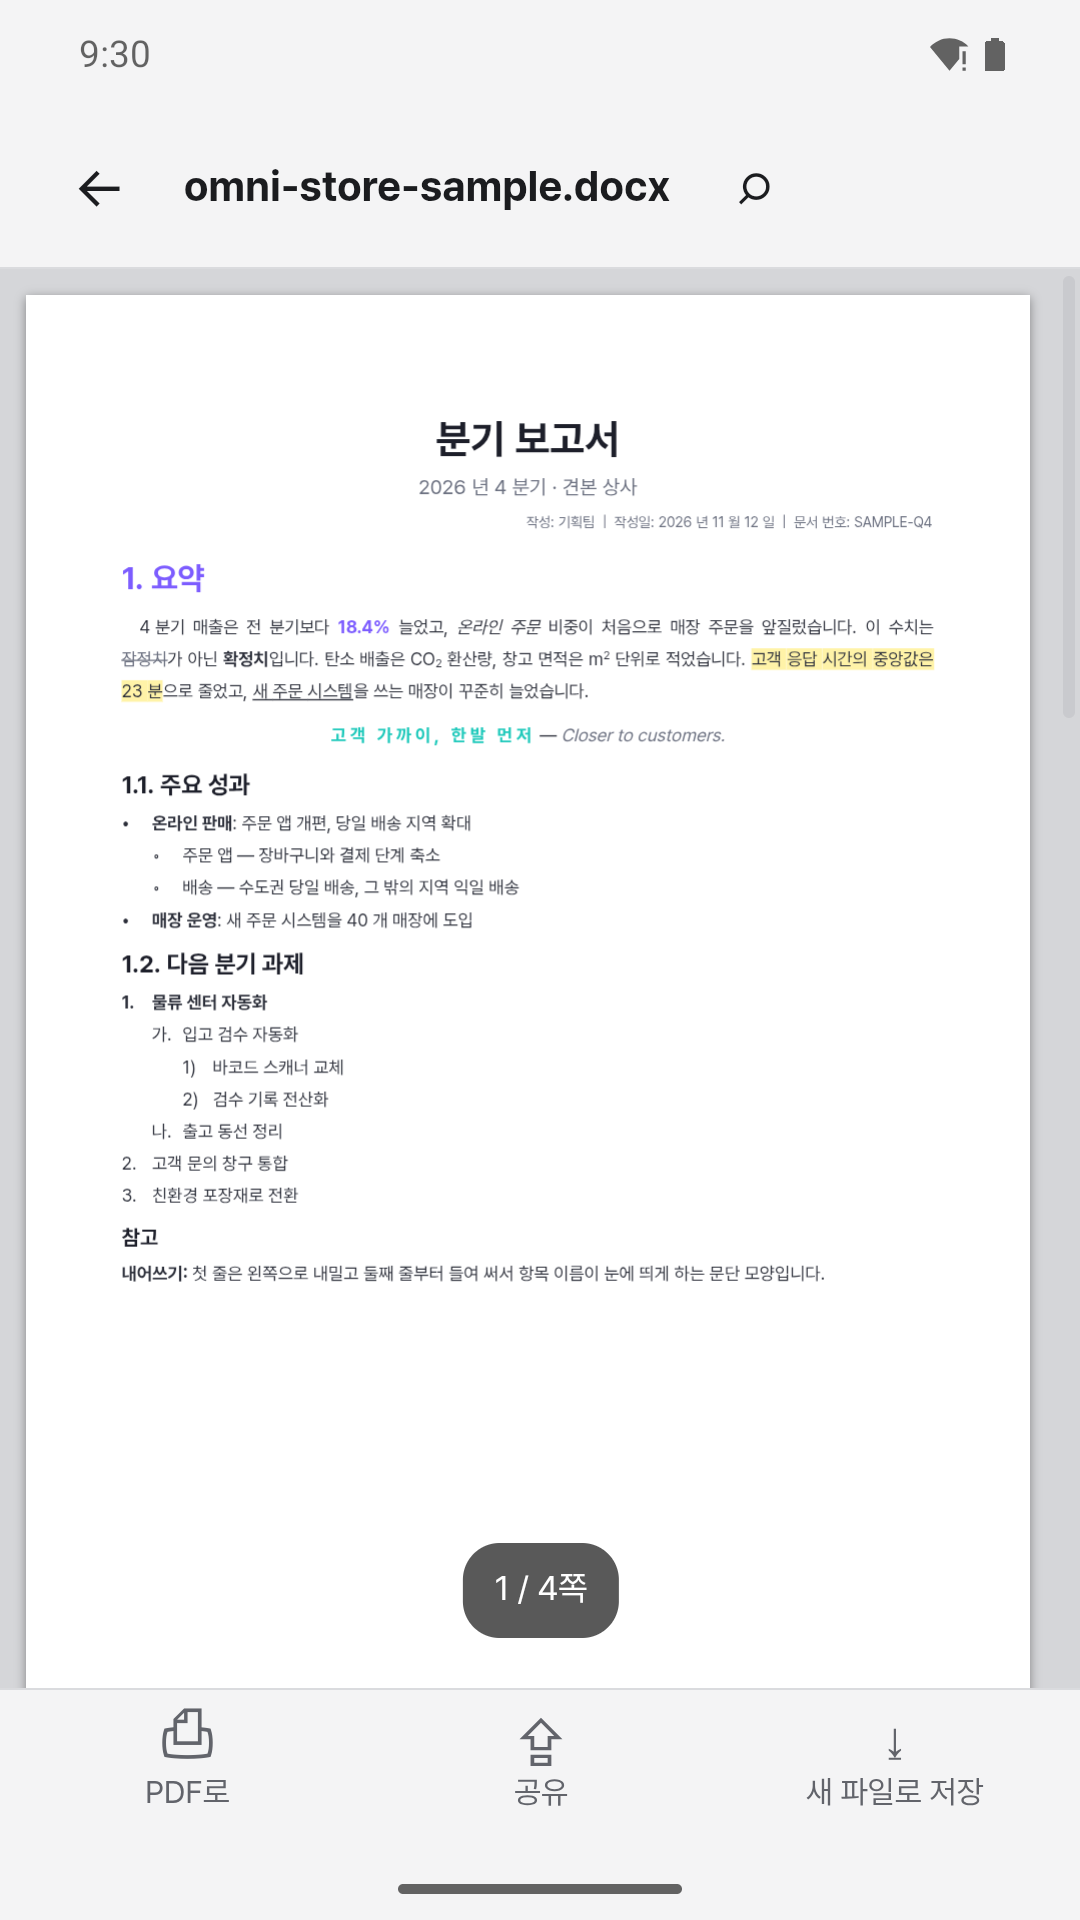 9:30
omni-store-sample.docx
분기 보고서
2026 년 4 분기 · 견본 상사
작성: 기획팀 | 작성일: 2026 년 11 월 12 일 | 문서 번호: SAMPLE-Q4
1. 요약
4 분기 매출은 전 분기보다 18.4% 늘었고, 온라인 주문 비중이 처음으로 매장 주문을 앞질렀습니다. 이 수치는
잠정치가 아닌 확정치입니다. 탄소 배출은 CO₂ 환산량, 창고 면적은 m² 단위로 적었습니다. 고객 응답 시간의 중앙값은
23 분으로 줄었고, 새 주문 시스템을 쓰는 매장이 꾸준히 늘었습니다.
고객 가까이, 한발 먼저 — Closer to customers.
1.1. 주요 성과
• 온라인 판매: 주문 앱 개편, 당일 배송 지역 확대
◦ 주문 앱 — 장바구니와 결제 단계 축소
◦ 배송 — 수도권 당일 배송, 그 밖의 지역 익일 배송
• 매장 운영: 새 주문 시스템을 40 개 매장에 도입
1.2. 다음 분기 과제
1. 물류 센터 자동화
가. 입고 검수 자동화
1) 바코드 스캐너 교체
2) 검수 기록 전산화
나. 출고 동선 정리
2. 고객 문의 창구 통합
3. 친환경 포장재로 전환
참고
내어쓰기: 첫 줄은 왼쪽으로 내밀고 둘째 줄부터 들여 써서 항목 이름이 눈에 띄게 하는 문단 모양입니다.
1 / 4쪽
PDF로
공유
새 파일로 저장